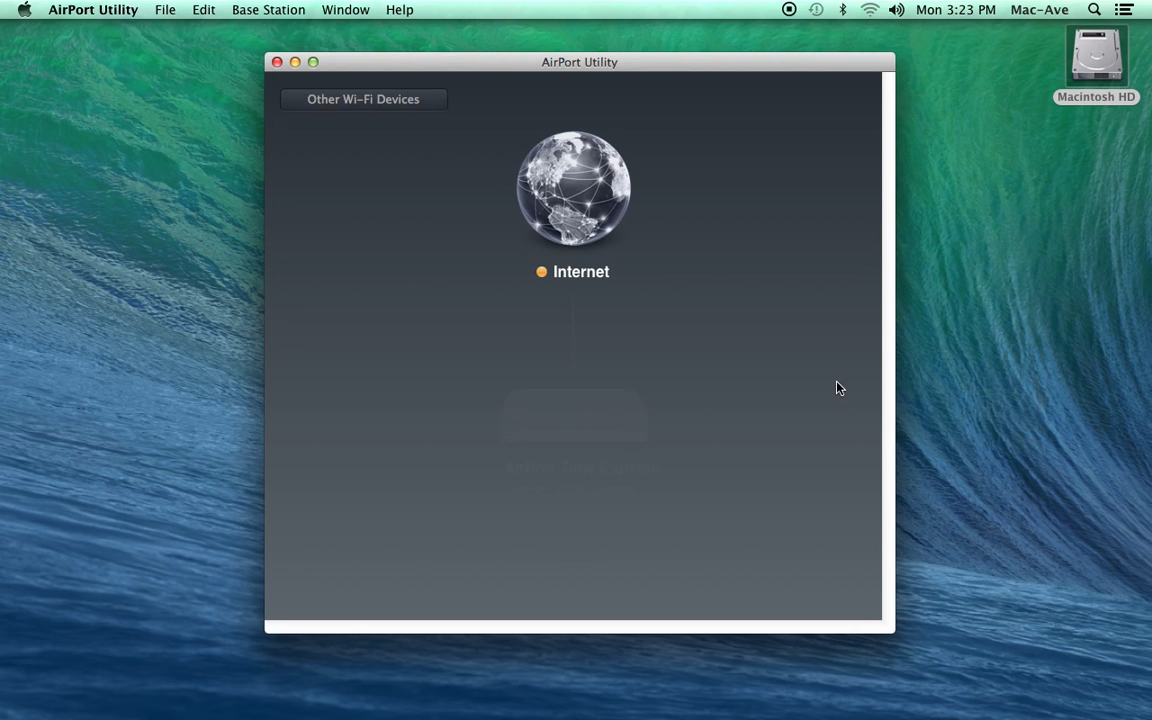 AirPort Utility File Edit Base Station Window Help Mon 3:23 PM Mac-Ave
Macintosh HD
AirPort Utility
Other Wi-Fi Devices
Internet